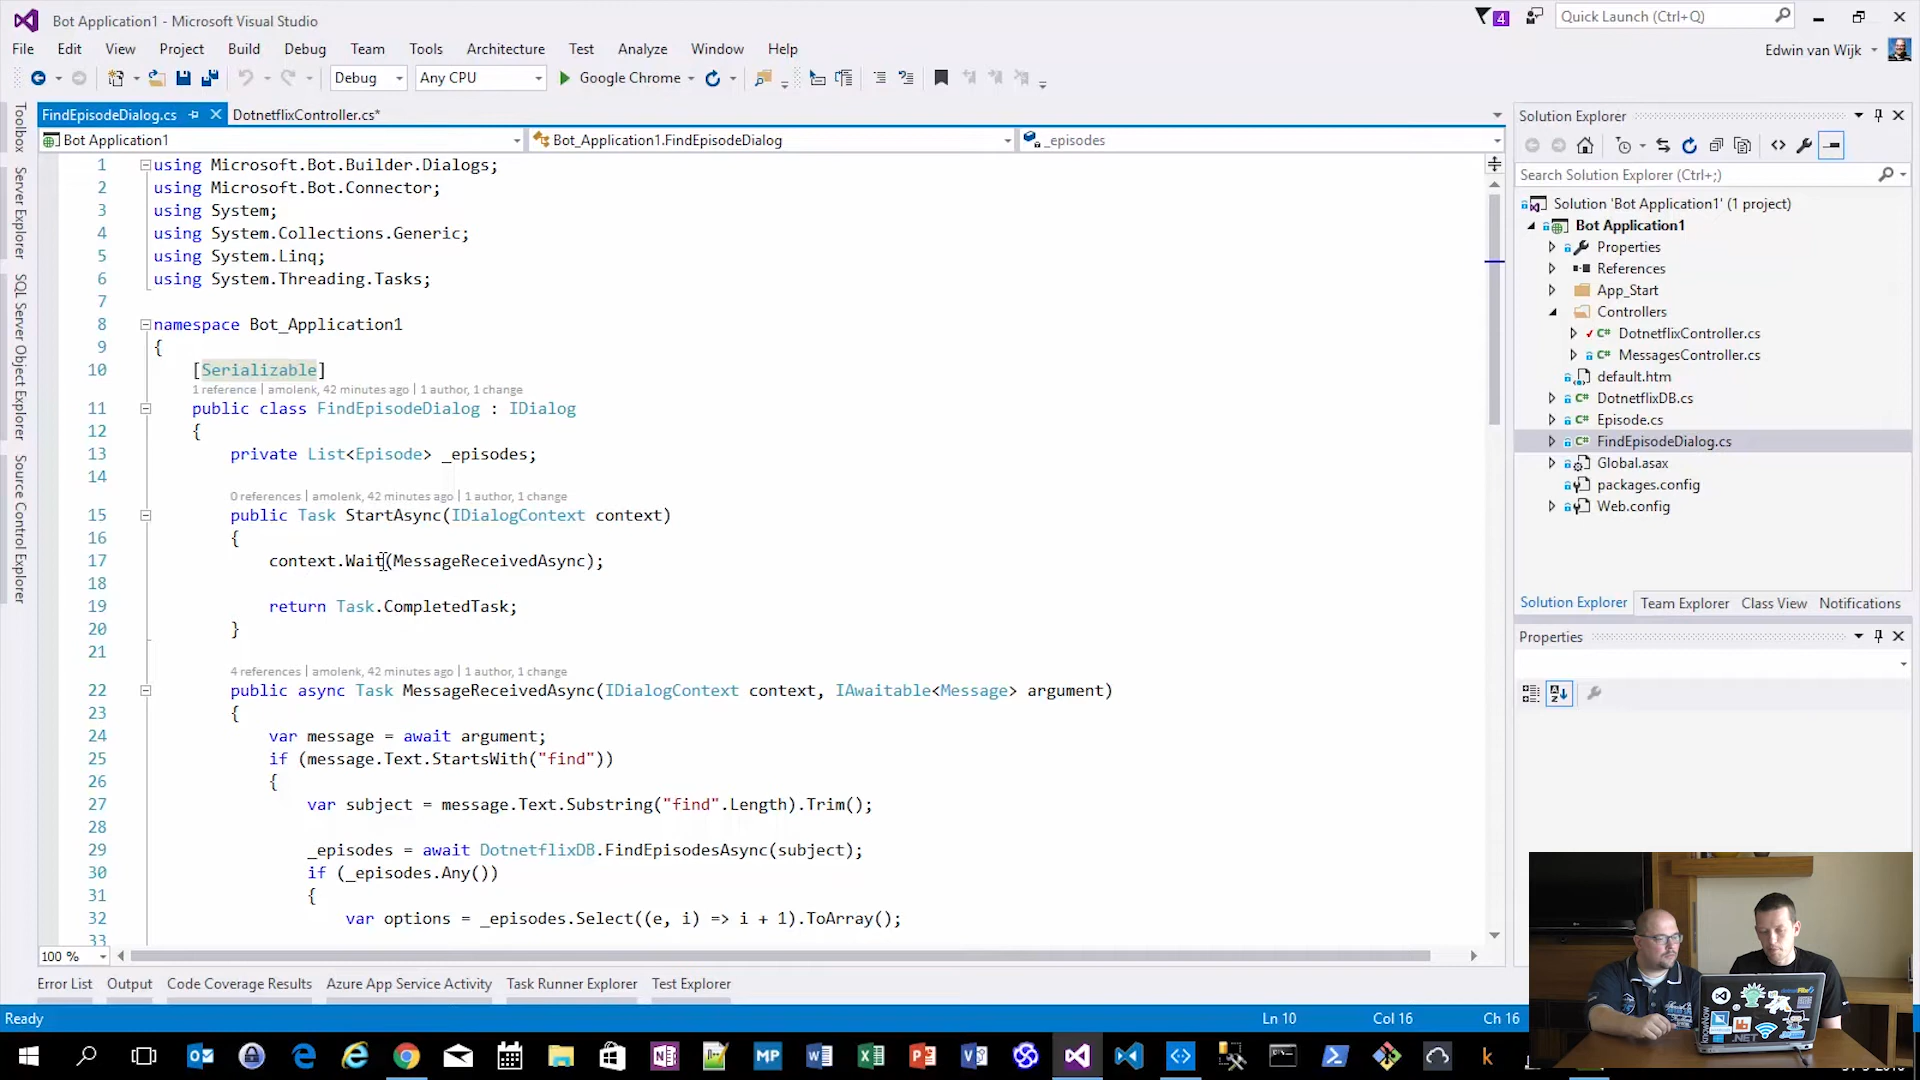 Bot Application1 - Microsoft Visual Studio
4
Quick Launch (Ctrl+Q)
File Edit View Project Build Debug Team Tools Architecture Test Analyze Window Help
Edwin van Wijk
Debug Any CPU Google Chrome
FindEpisodeDialog.cs DotnetflixController.cs*
Bot Application1 Bot_Application1.FindEpisodeDialog _episodes
1 using Microsoft.Bot.Builder.Dialogs;
2 using Microsoft.Bot.Connector;
3 using System;
4 using System.Collections.Generic;
5 using System.Linq;
6 using System.Threading.Tasks;
7
8 namespace Bot_Application1
9 {
10 [Serializable]
1 reference | amolenk, 42 minutes ago | 1 author, 1 change
11 public class FindEpisodeDialog : IDialog
12 {
13 private List<Episode> _episodes;
14
0 references | amolenk, 42 minutes ago | 1 author, 1 change
15 public Task StartAsync(IDialogContext context)
16 {
17 context.Wait(MessageReceivedAsync);
18
19 return Task.CompletedTask;
20 }
21
4 references | amolenk, 42 minutes ago | 1 author, 1 change
22 public async Task MessageReceivedAsync(IDialogContext context, IAwaitable<Message> argument)
23 {
24 var message = await argument;
25 if (message.Text.StartsWith("find"))
26 {
27 var subject = message.Text.Substring("find".Length).Trim();
28
29 _episodes = await DotnetflixDB.FindEpisodesAsync(subject);
30 if (_episodes.Any())
31 {
32 var options = _episodes.Select((e, i) => i + 1).ToArray();
33
100 %
Toolbox
Server Explorer
SQL Server Object Explorer
Source Control Explorer
Solution Explorer
Search Solution Explorer (Ctrl+;)
Solution 'Bot Application1' (1 project)
Bot Application1
Properties
References
App_Start
Controllers
DotnetflixController.cs
MessagesController.cs
default.htm
DotnetflixDB.cs
Episode.cs
FindEpisodeDialog.cs
Global.asax
packages.config
Web.config
Solution Explorer Team Explorer Class View Notifications
Properties
Error List Output Code Coverage Results Azure App Service Activity Task Runner Explorer Test Explorer
Ready Ln 10 Col 16 Ch 16
.NET